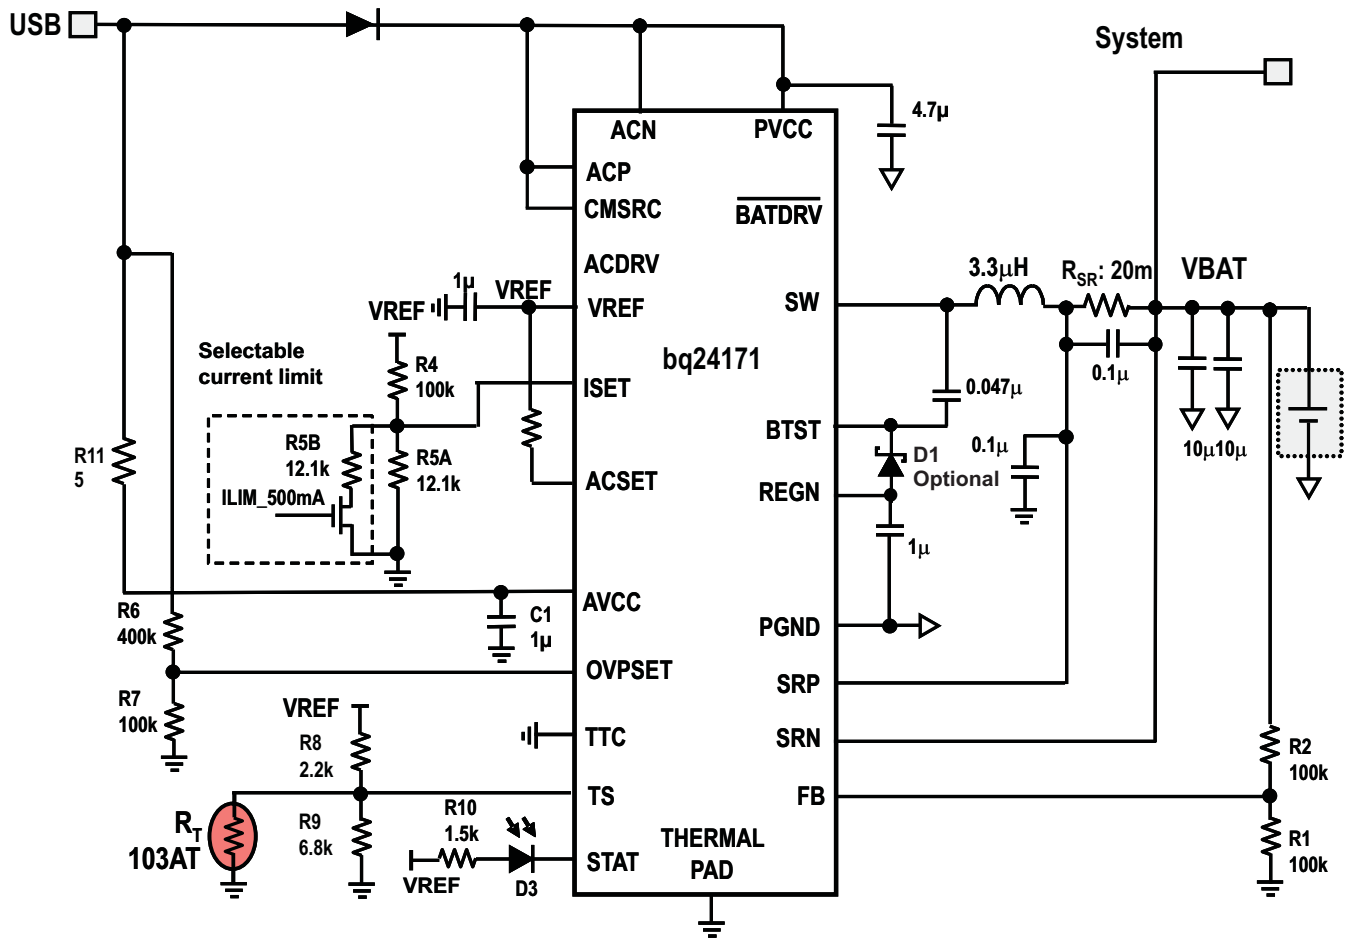 USB
System
4.7µ
ACN
PVCC
ACP
CMSRC
BATDRV
ACDRV
3.3µH
RSR: 20m
VBAT
1µ
VREF
VREF
VREF
SW
bq24171
Selectable
current limit
R4
100k
ISET
0.1µ
0.047µ
BTST
R5B
12.1k
R5A
12.1k
ILIM_500mA
R11
5
ACSET
D1
Optional
0.1µ
10µ10µ
REGN
1µ
AVCC
C1
1µ
R6
400k
PGND
OVPSET
R7
100k
SRP
VREF
TTC
SRN
R8
2.2k
R2
100k
TS
FB
RT
103AT
R9
6.8k
R10
1.5k
VREF
D3
STAT
THERMAL
PAD
R1
100k